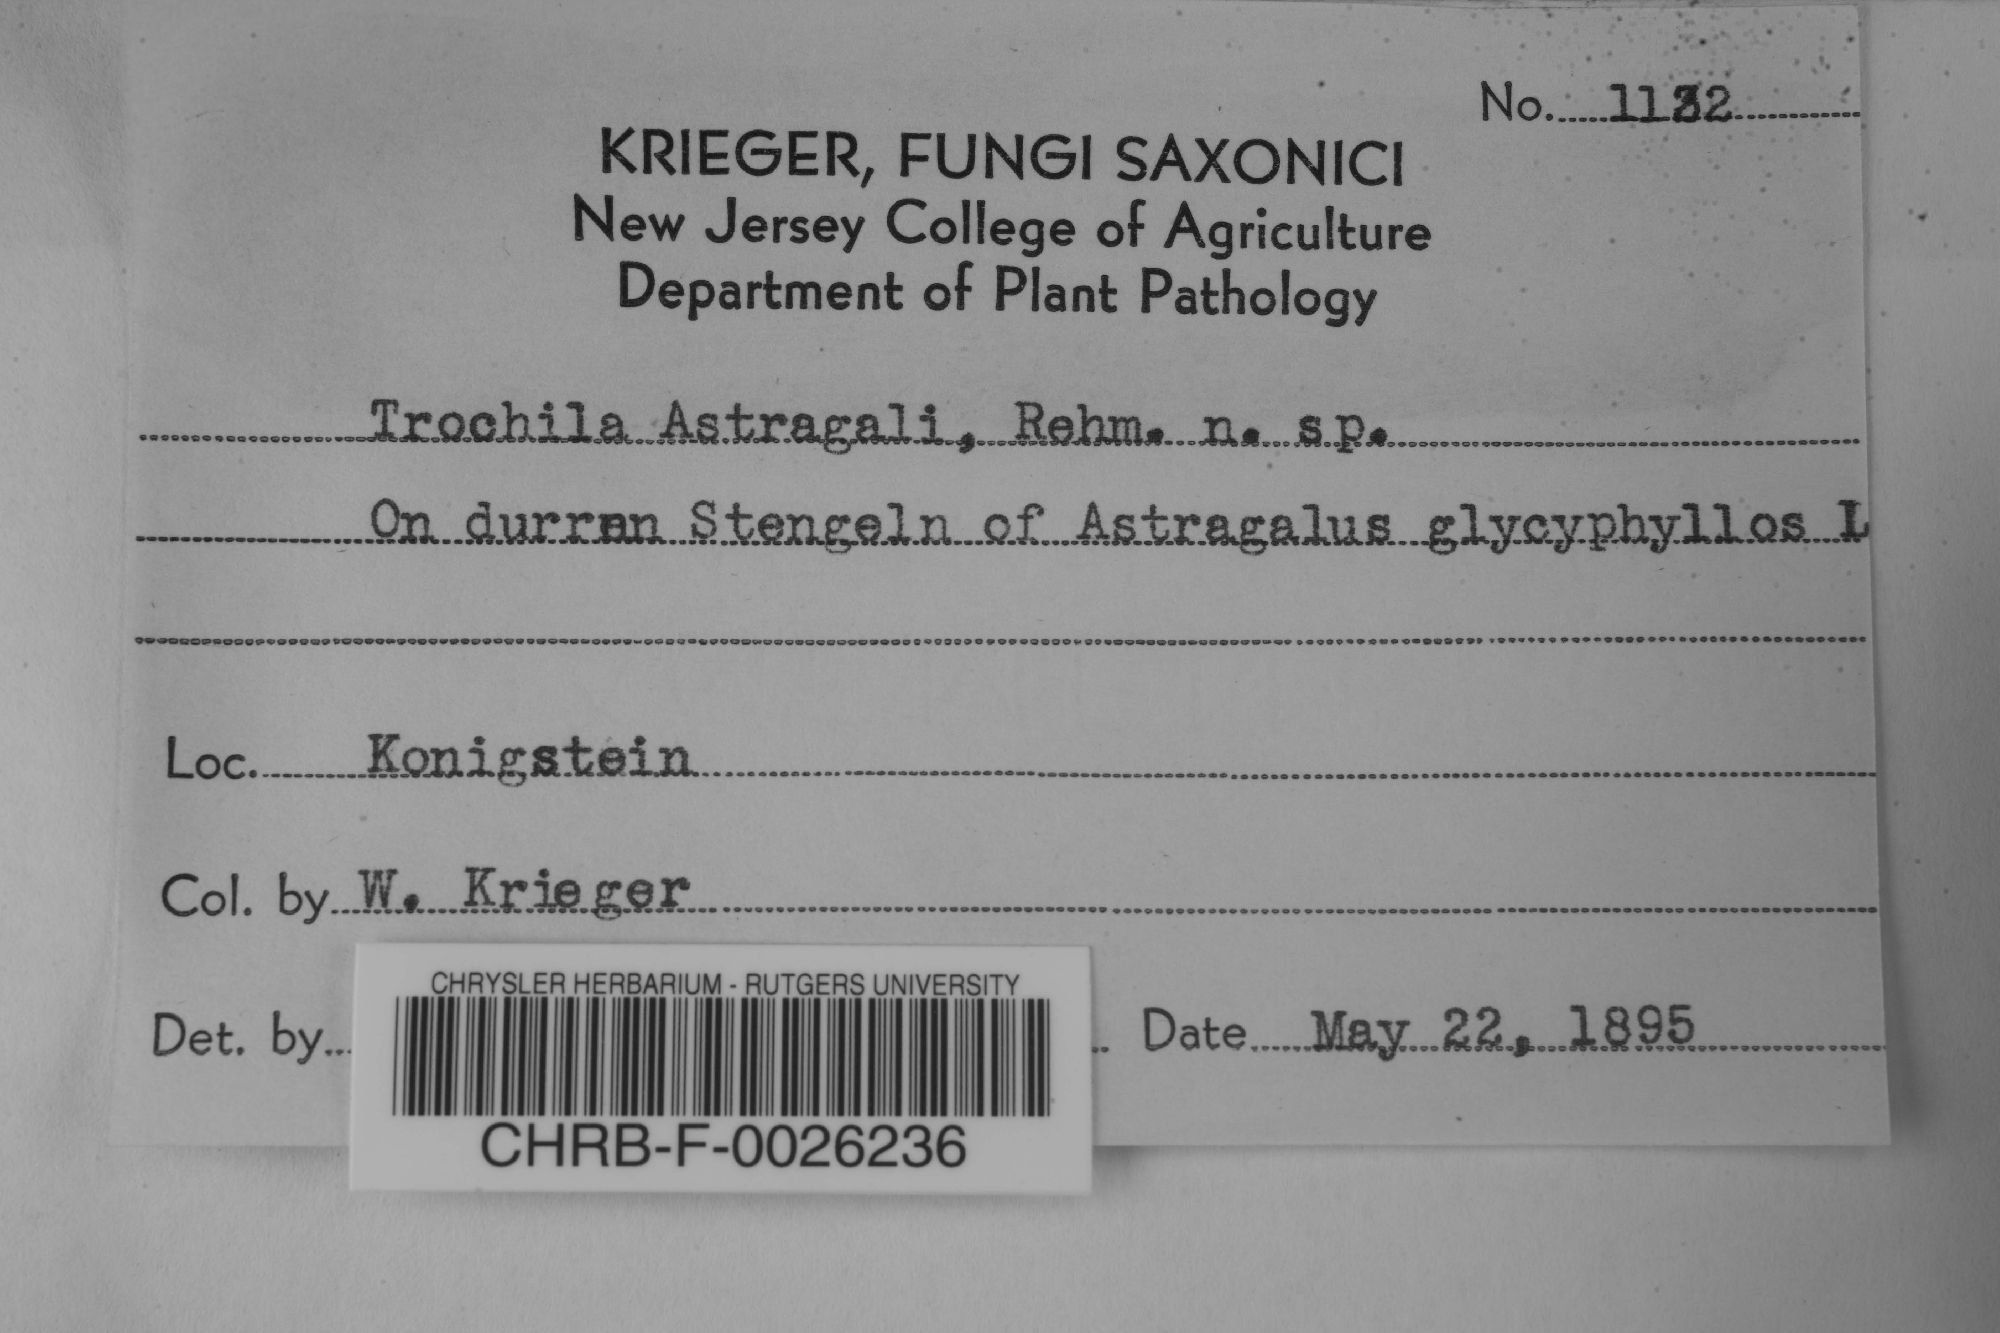 No. 1132
KRIEGER, FUNGI SAXONICI
New Jersey College of Agriculture
Department of Plant Pathology
Trochila Astragali, Rehm. n. sp.
On durren Stengeln of Astragalus glycyphyllos L
Loc. Konigstein
Col. by W. Krieger
Det. by
Date May 22, 1895
CHRYSLER HERBARIUM - RUTGERS UNIVERSITY
CHRB-F-0026236